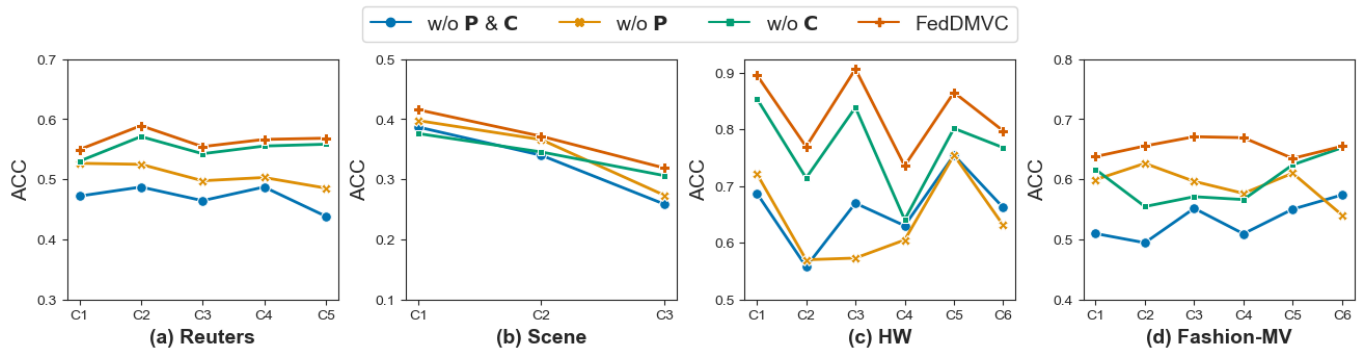 w/o P & C w/o P w/o C FedDMVC
ACC
0.7
0.6
0.5
0.4
0.3
C1 C2 C3 C4 C5
(a) Reuters
ACC
0.5
0.4
0.3
0.2
0.1
C1 C2 C3
(b) Scene
ACC
0.9
0.8
0.7
0.6
0.5
C1 C2 C3 C4 C5 C6
(c) HW
ACC
0.8
0.7
0.6
0.5
0.4
C1 C2 C3 C4 C5 C6
(d) Fashion-MV